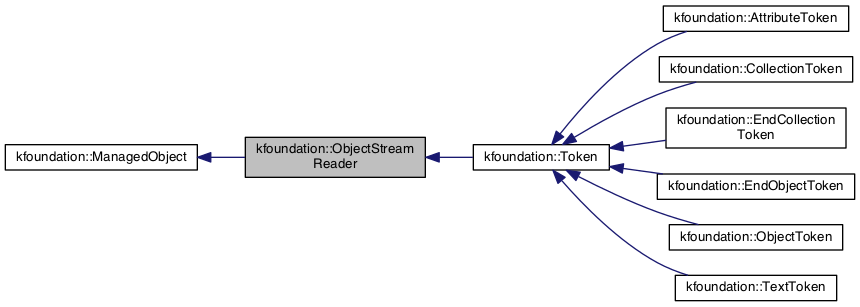 kfoundation::ManagedObject
kfoundation::ObjectStream
Reader
kfoundation::Token
kfoundation::AttributeToken
kfoundation::CollectionToken
kfoundation::EndCollection
Token
kfoundation::EndObjectToken
kfoundation::ObjectToken
kfoundation::TextToken